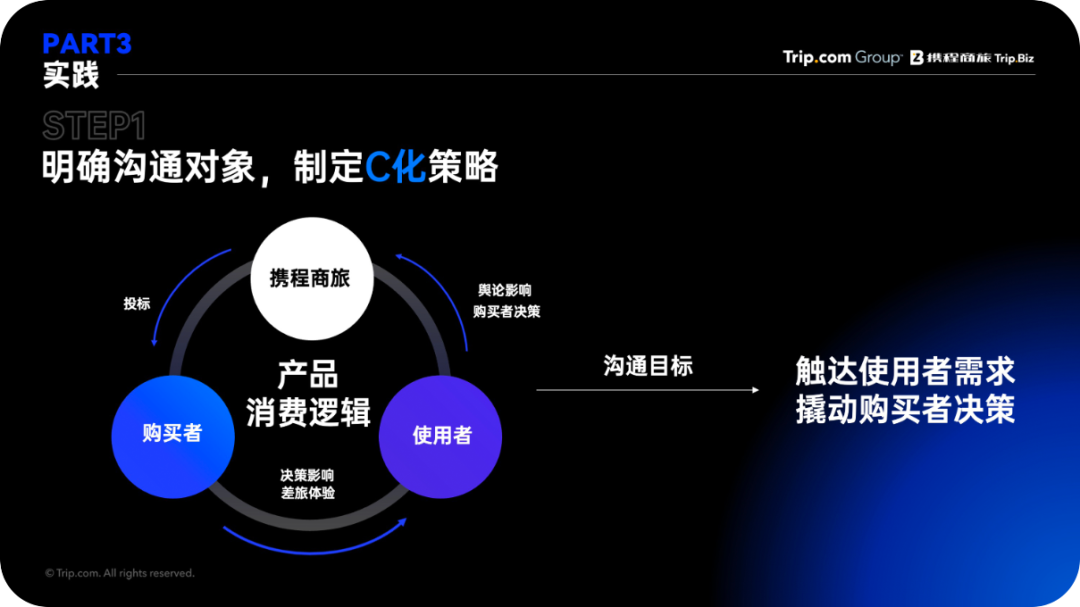 PART3
实践
Trip.com Group 携程商旅 Trip.Biz
STEP1
明确沟通对象，制定C化策略
携程商旅
投标
舆论影响
购买者决策
产品
消费逻辑
购买者
使用者
决策影响
差旅体验
沟通目标
触达使用者需求
撬动购买者决策
© Trip.com. All rights reserved.